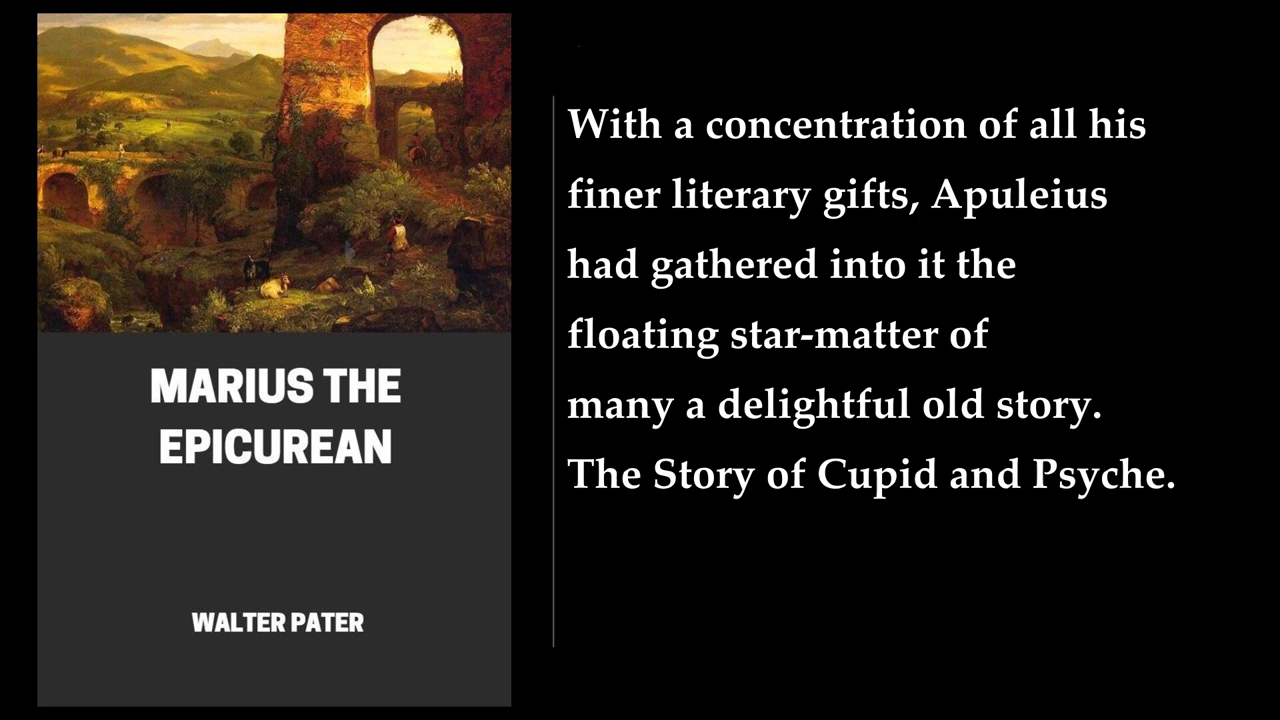 MARIUS THE
EPICUREAN
WALTER PATER
With a concentration of all his
finer literary gifts, Apuleius
had gathered into it the
floating star-matter of
many a delightful old story.
The Story of Cupid and Psyche.